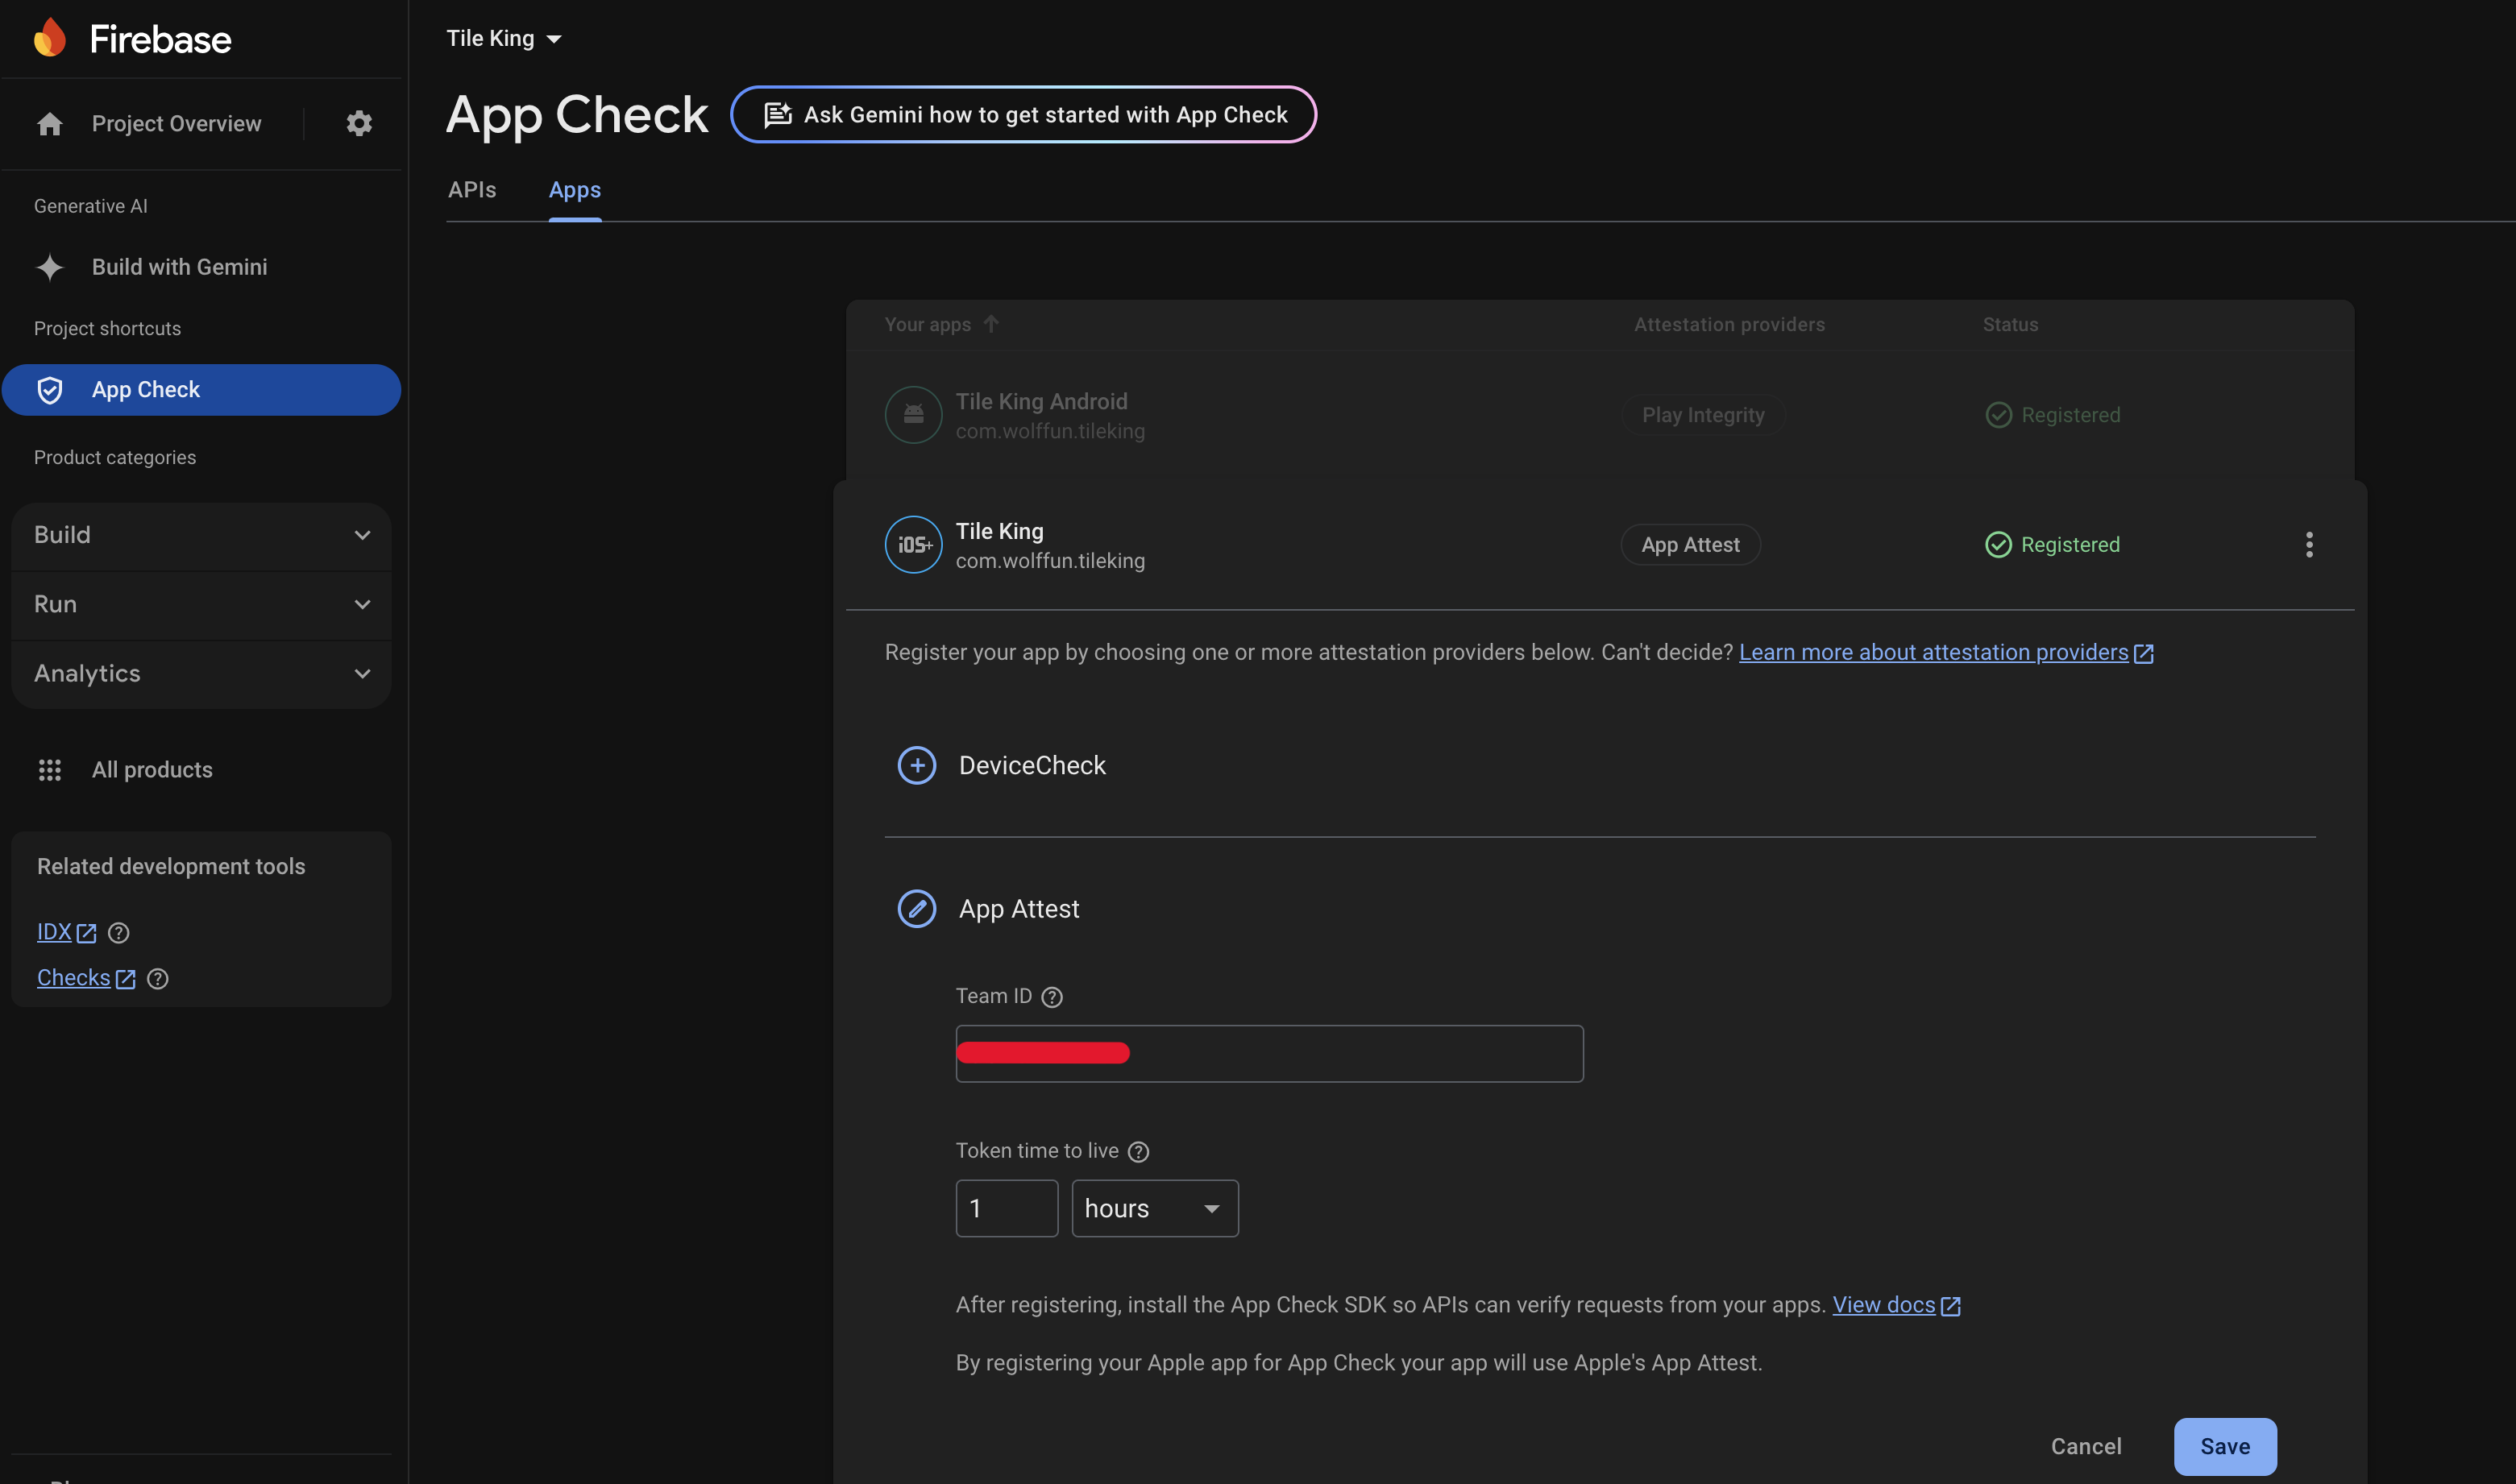 Firebase
Project Overview
Generative AI
Build with Gemini
Project shortcuts
App Check
Product categories
Build
Run
Analytics
All products
Related development tools
IDX
Checks
Tile King
App Check
Ask Gemini how to get started with App Check
APIs
Apps
Your apps
Attestation providers
Status
Tile King Android
com.wolffun.tileking
Play Integrity
Registered
iOS+
Tile King
com.wolffun.tileking
App Attest
Registered
Register your app by choosing one or more attestation providers below. Can't decide? Learn more about attestation providers
DeviceCheck
App Attest
Team ID
Token time to live
1
hours
After registering, install the App Check SDK so APIs can verify requests from your apps. View docs
By registering your Apple app for App Check your app will use Apple's App Attest.
Cancel
Save